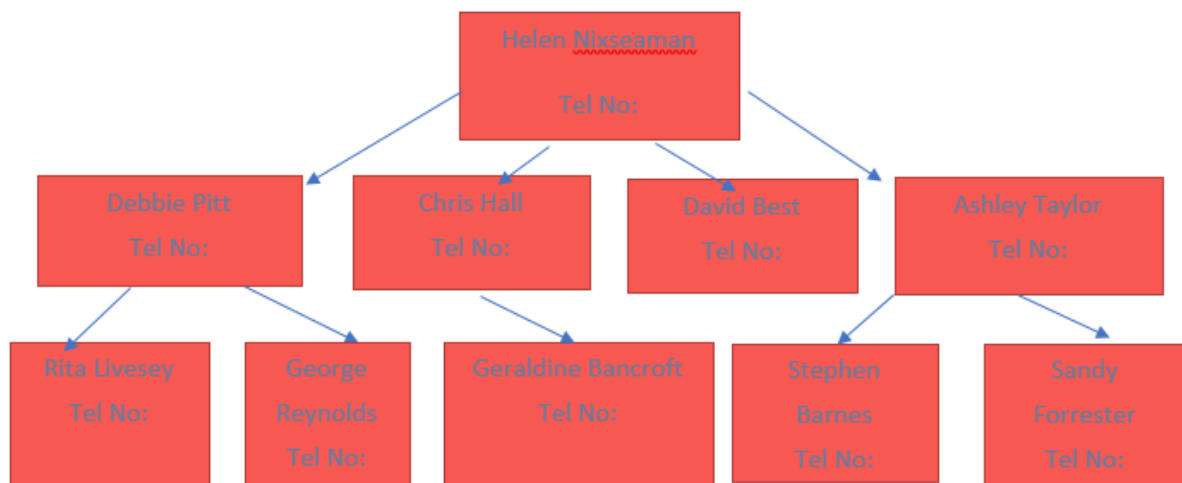 Helen Nixseaman
Tel No:
Debbie Pitt
Tel No:
Chris Hall
Tel No:
David Best
Tel No:
Ashley Taylor
Tel No:
Rita Livesey
Tel No:
George
Reynolds
Tel No:
Geraldine Bancroft
Tel No:
Stephen
Barnes
Tel No:
Sandy
Forrester
Tel No: